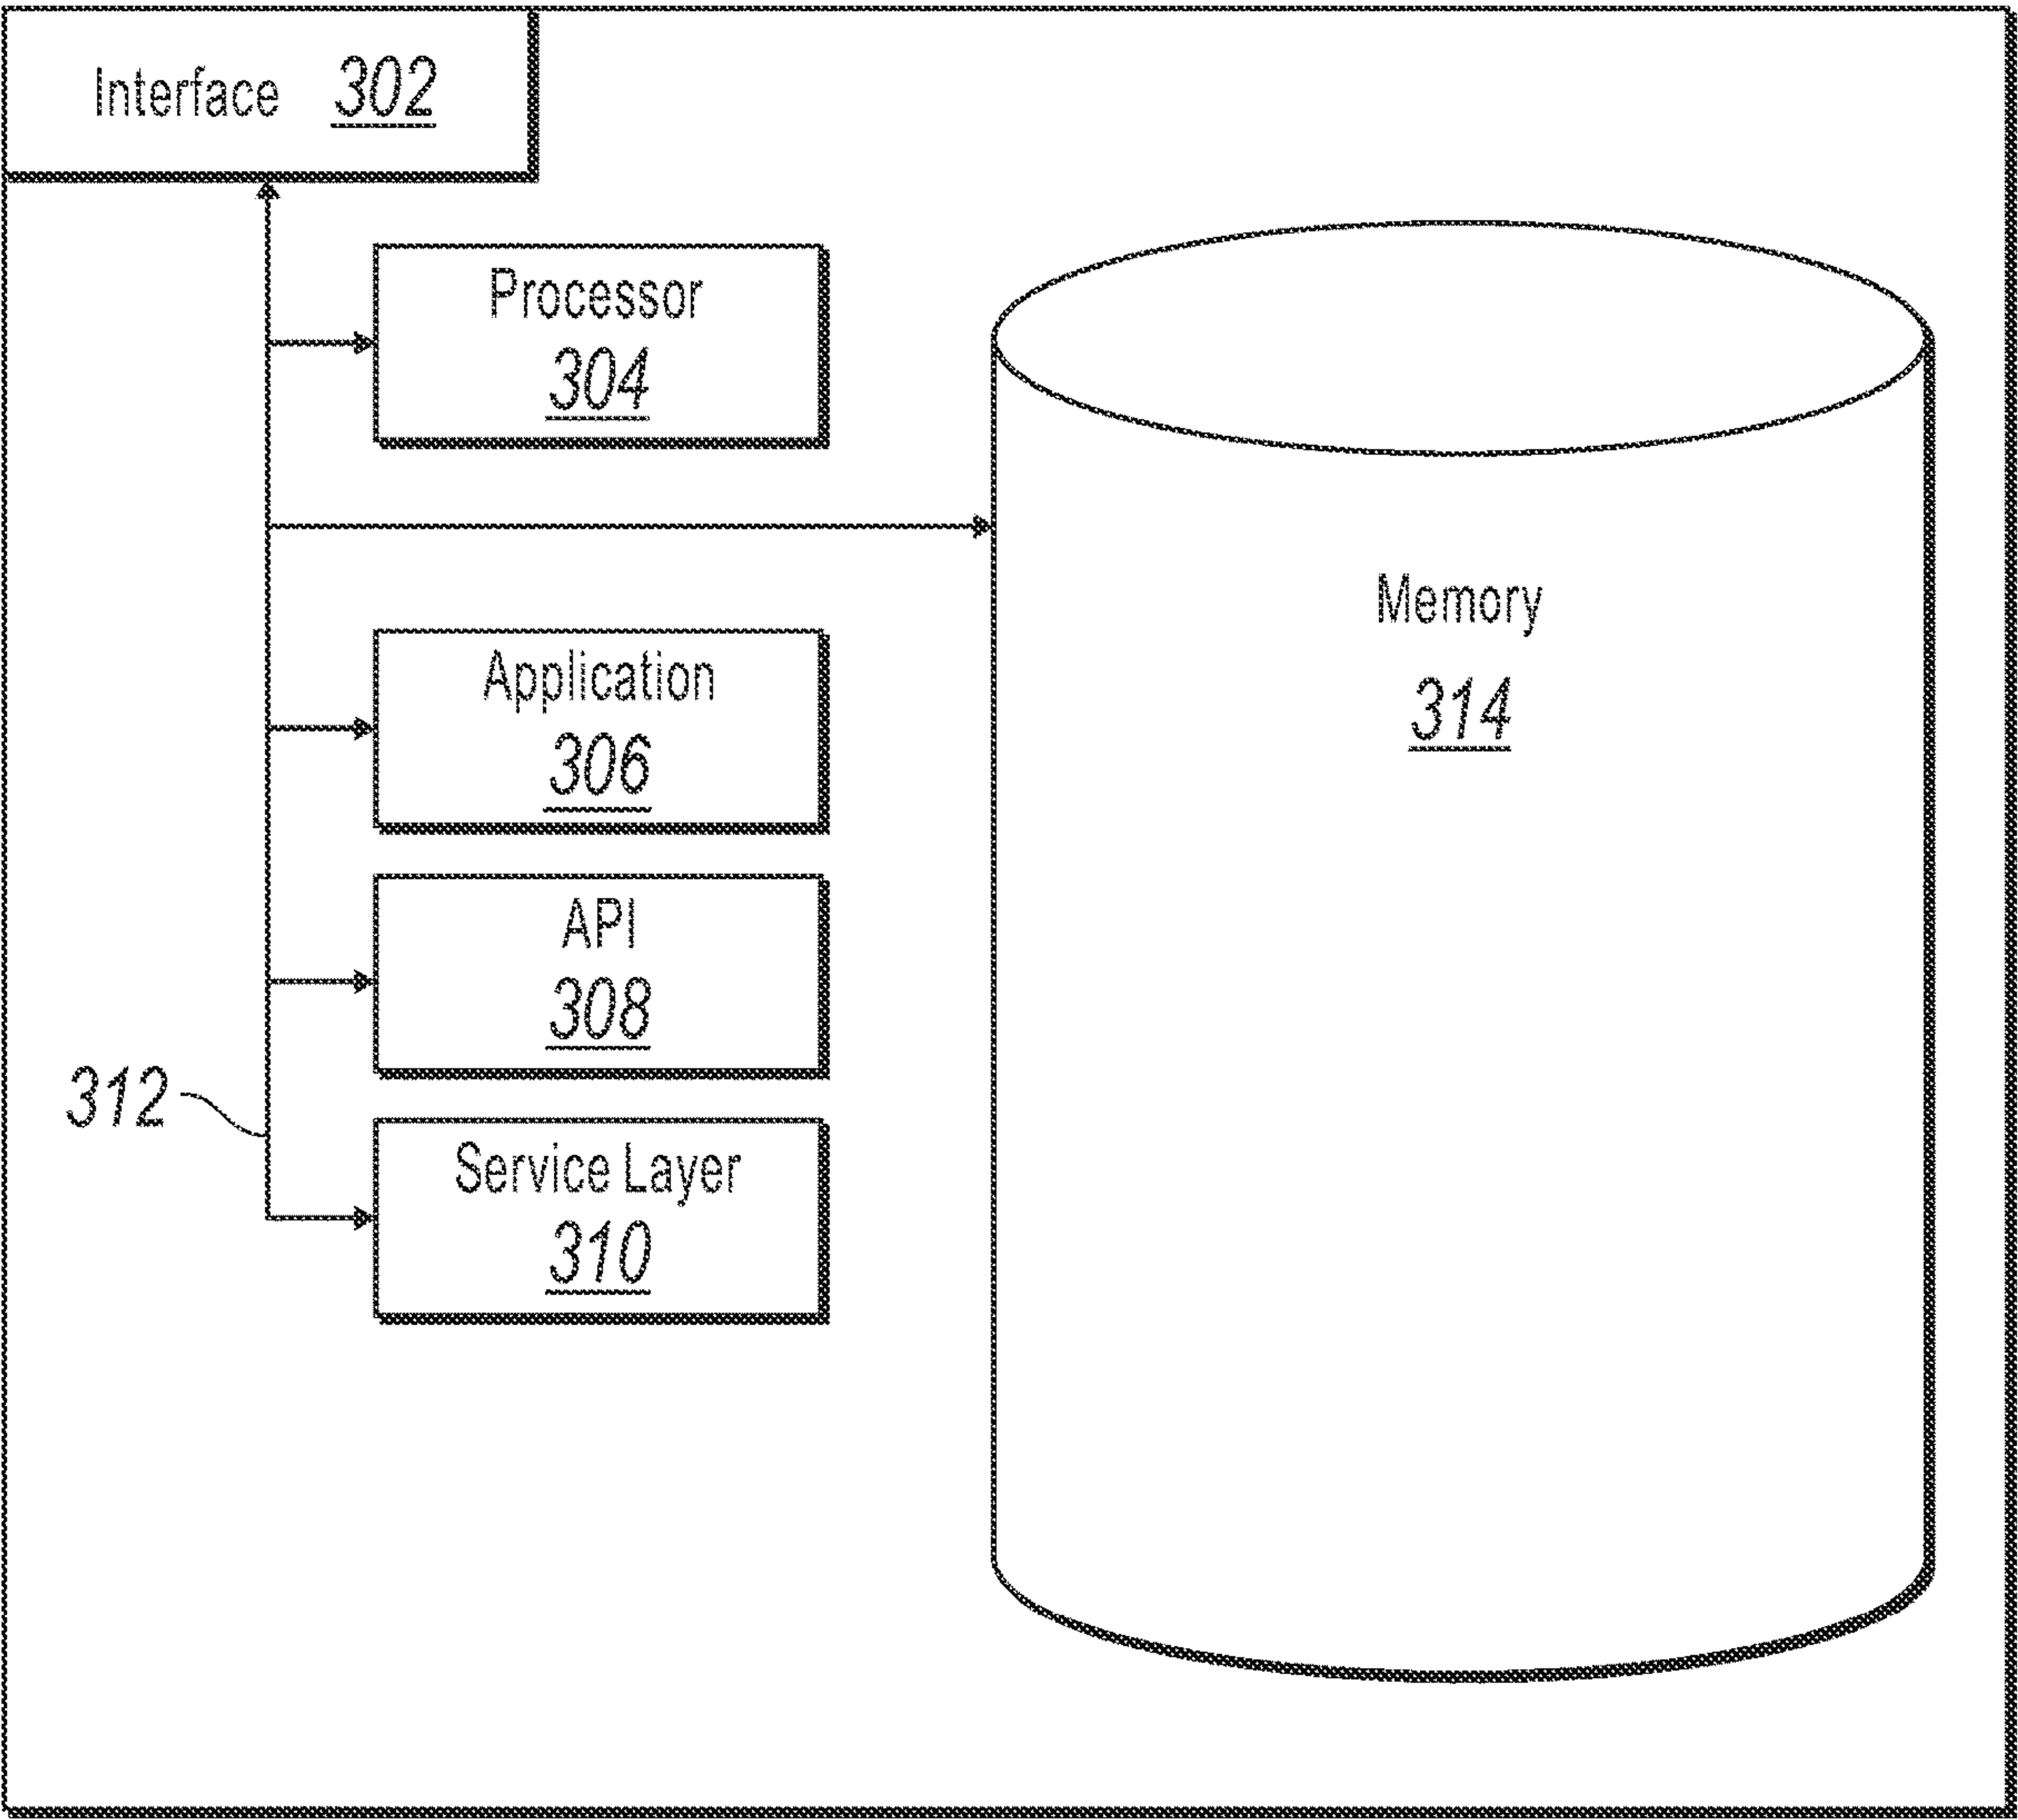 Interface 302
Processor
304
Memory
314
Application
306
API
308
312
Service Layer
310